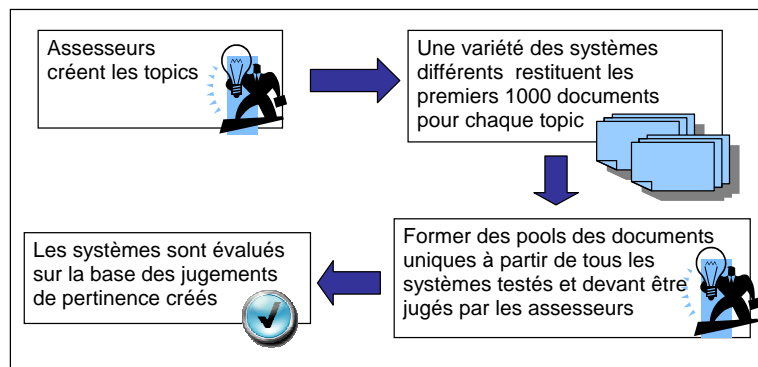 Assesseurs
créent les topics
Une variété des systèmes
différents restituent les
premiers 1000 documents
pour chaque topic
Former des pools des documents
uniques à partir de tous les
systèmes testés et devant être
jugés par les assesseurs
Les systèmes sont évalués
sur la base des jugements
de pertinence créés